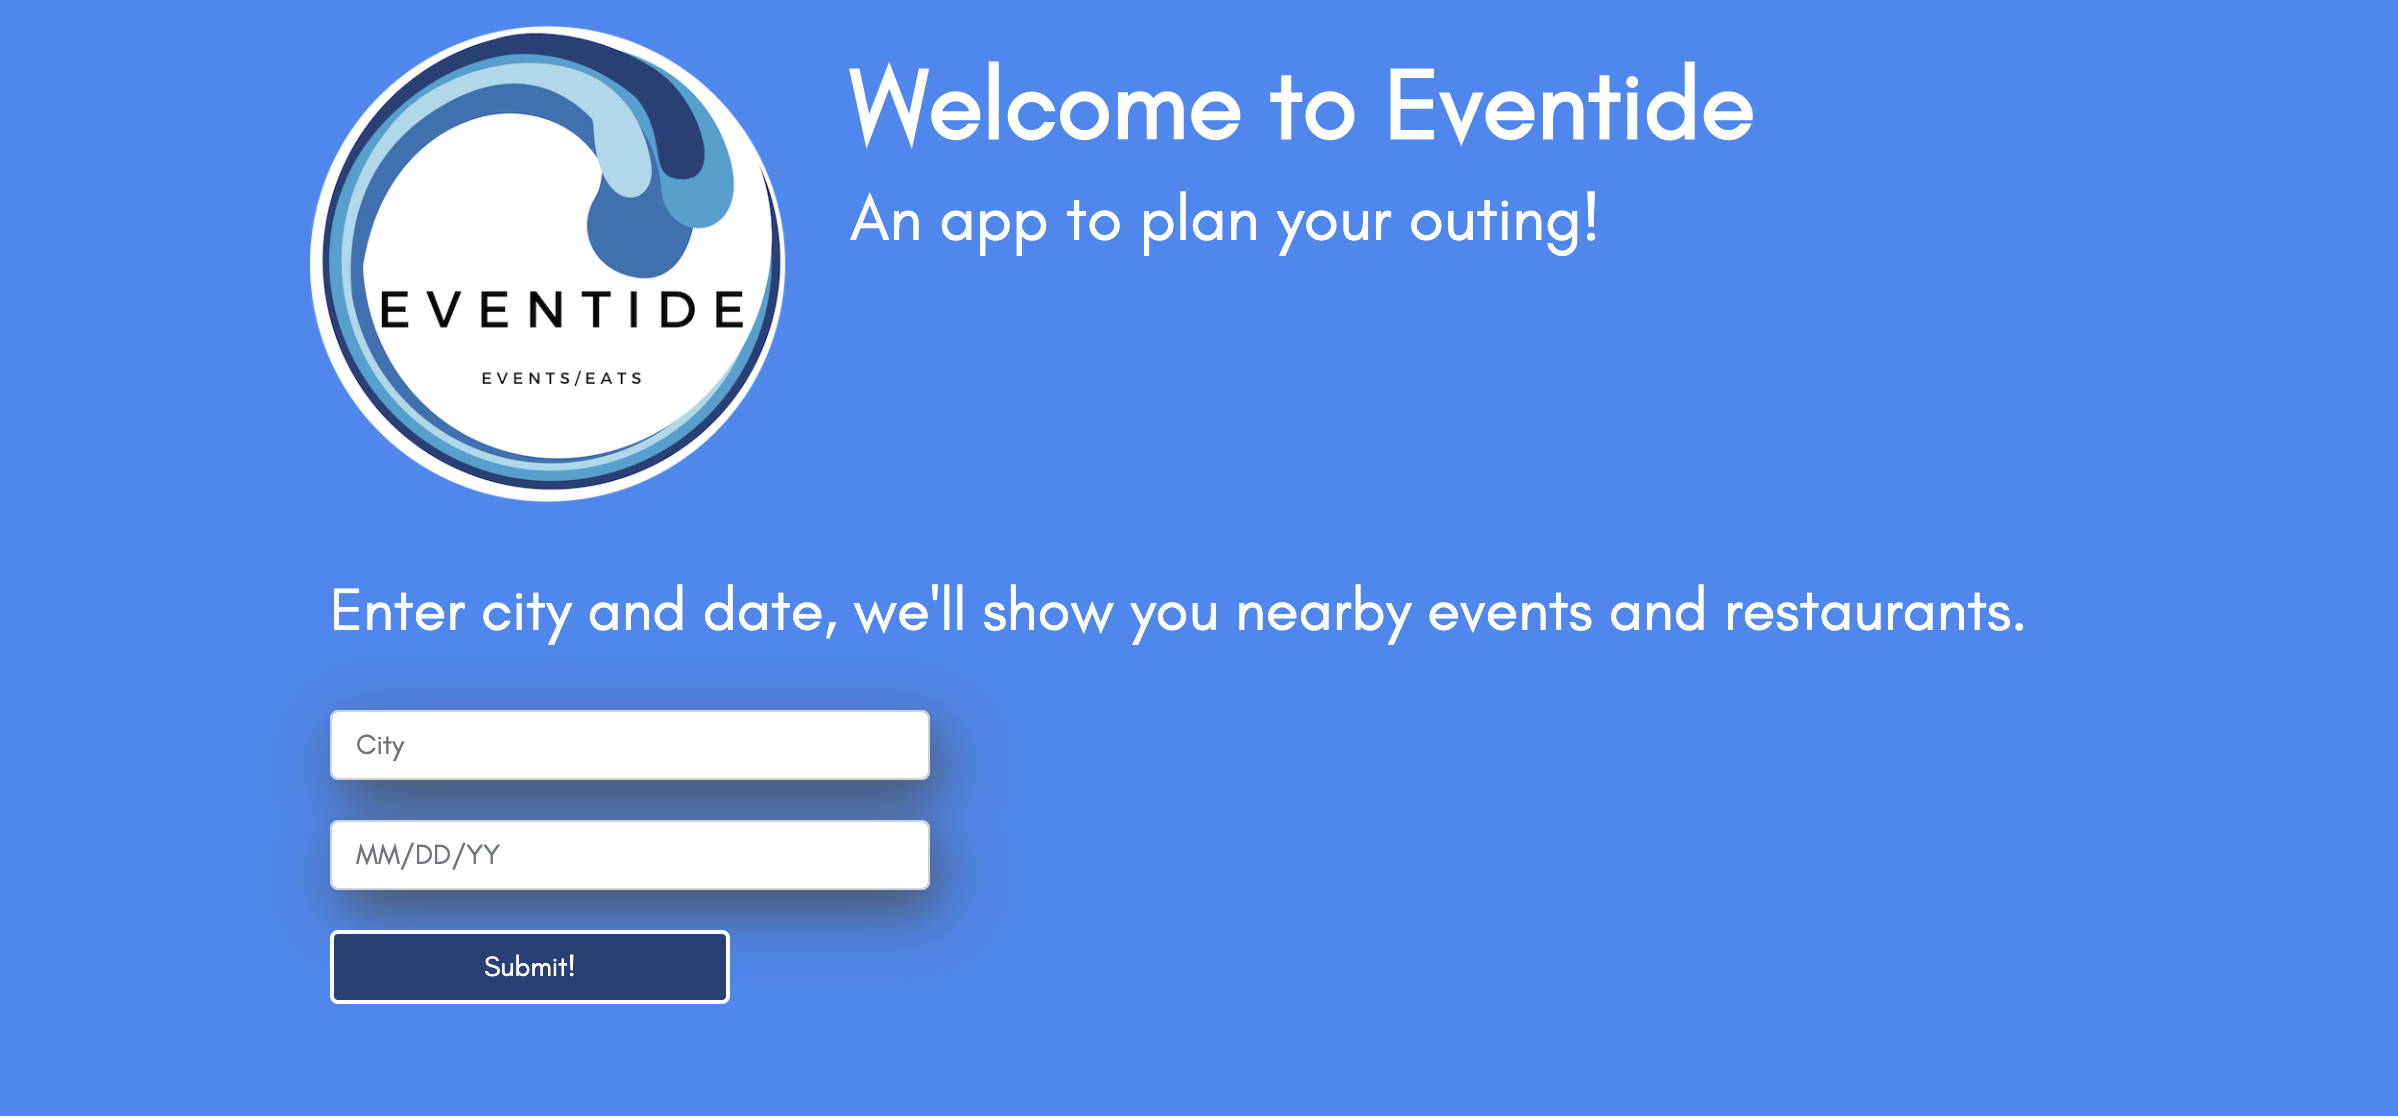 Welcome to Eventide
An app to plan your outing!
EVENTIDE
EVENTS/EATS
Enter city and date, we'll show you nearby events and restaurants.
City
MM/DD/YY
Submit!